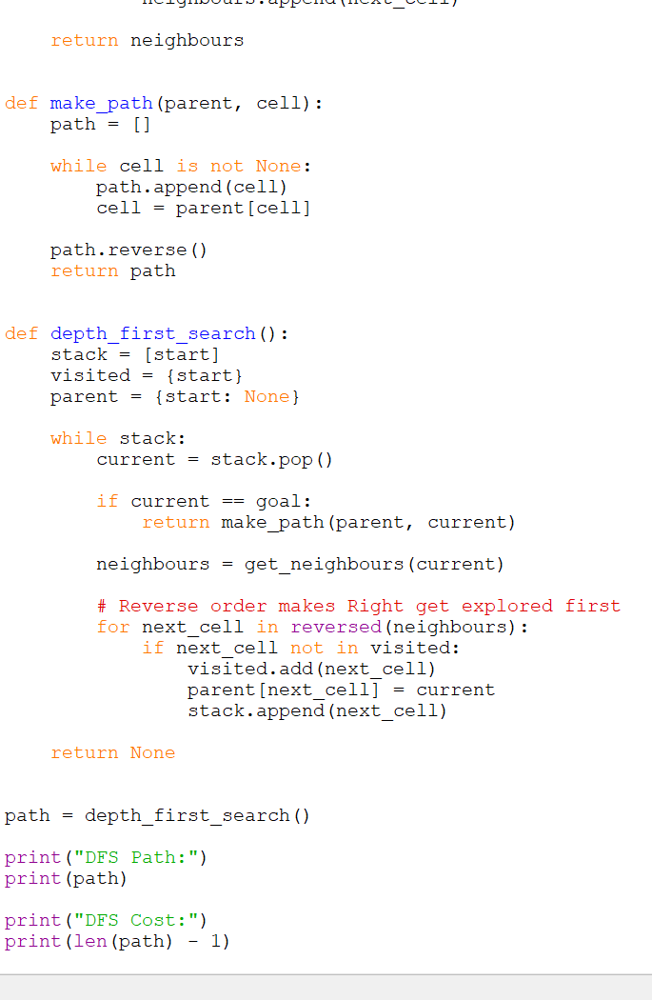 neighbours.append(next_cell)
    return neighbours
def make_path(parent, cell):
    path = []
    while cell is not None:
        path.append(cell)
        cell = parent[cell]
    path.reverse()
    return path
def depth_first_search():
    stack = [start]
    visited = {start}
    parent = {start: None}
    while stack:
        current = stack.pop()
        if current == goal:
            return make_path(parent, current)
        neighbours = get_neighbours(current)
        # Reverse order makes Right get explored first
        for next_cell in reversed(neighbours):
            if next_cell not in visited:
                visited.add(next_cell)
                parent[next_cell] = current
                stack.append(next_cell)
    return None
path = depth_first_search()
print("DFS Path:")
print(path)
print("DFS Cost:")
print(len(path) - 1)